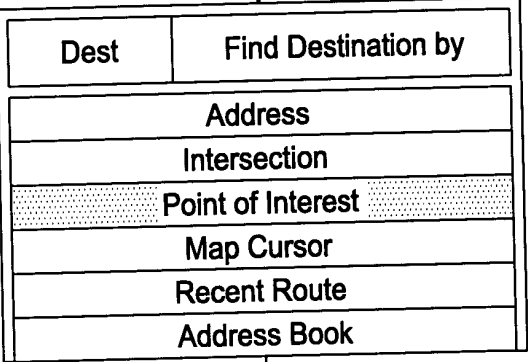 Dest Find Destination by
Address
Intersection
Point of Interest
Map Cursor
Recent Route
Address Book